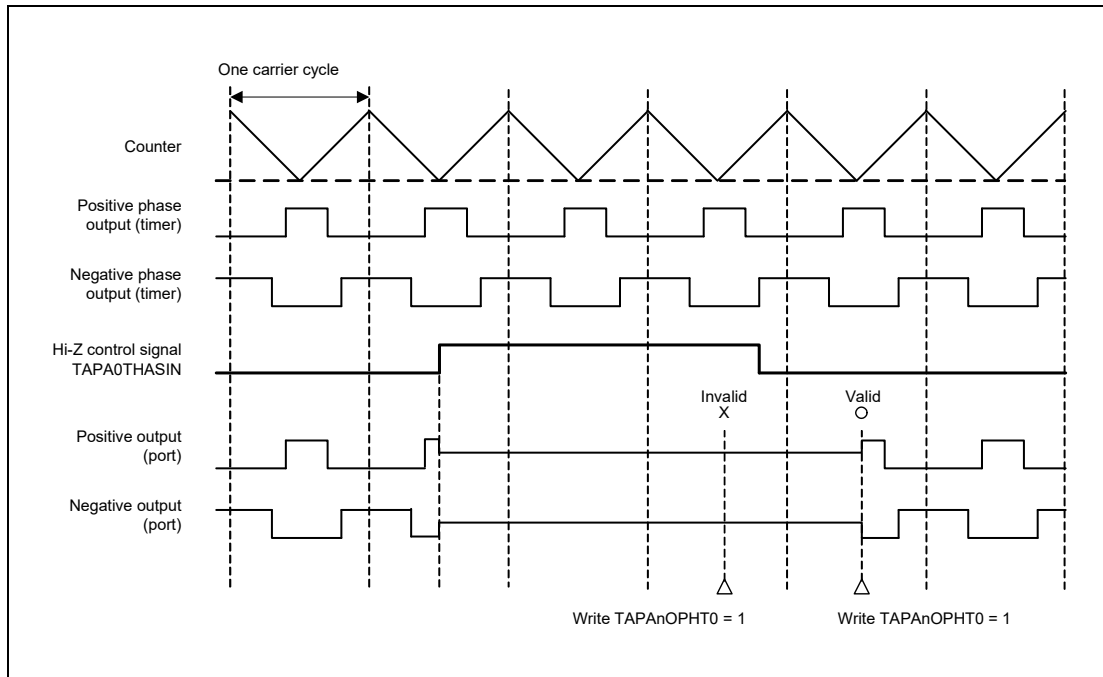 One carrier cycle
Counter
Positive phase
output (timer)
Negative phase
output (timer)
Hi-Z control signal
TAPA0THASIN
Invalid
X
Valid
Positive output
(port)
Negative output
(port)
Write TAPAnOPHT0 = 1
Write TAPAnOPHT0 = 1